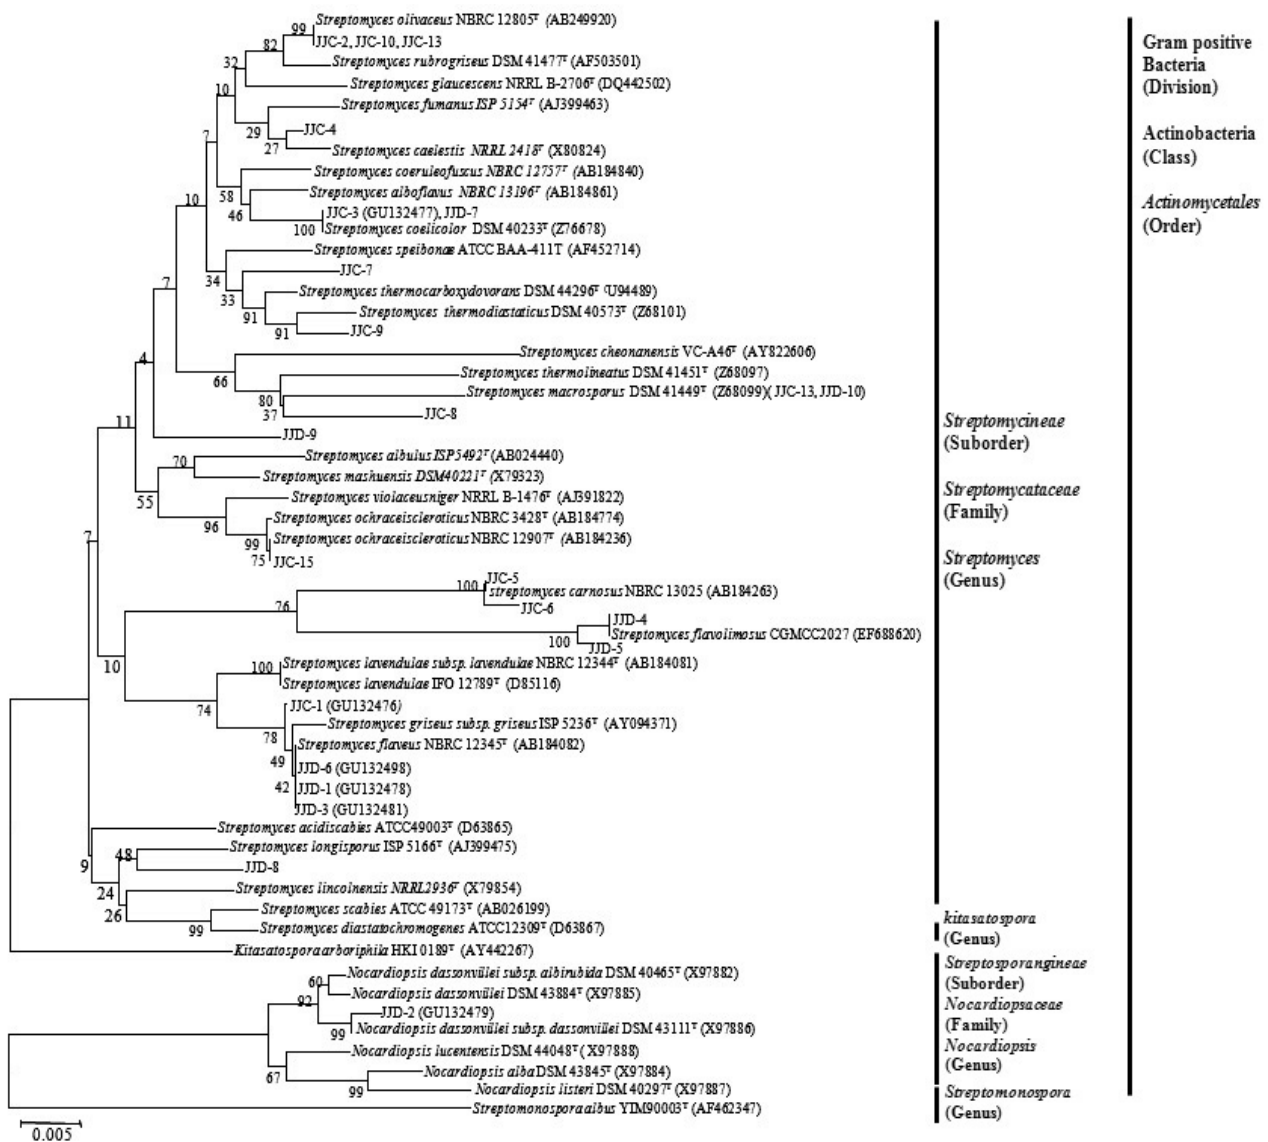 Streptomyces olivaceus NBRC 12805ᵀ (AB249920)
99
JJC-2, JJC-10, JJC-13
82
Streptomyces rubrogriseus DSM 41477ᵀ (AF503501)
32
Streptomyces glaucescens NRRL B-2706ᵀ (DQ442502)
10
Streptomyces fumanus ISP 5154ᵀ (AJ399463)
29
JJC-4
7
27
Streptomyces caelestis NRRL 2418ᵀ (X80824)
Streptomyces coeruleofuscus NBRC 12757ᵀ (AB184840)
58
Streptomyces alboflavus NBRC 13196ᵀ (AB184861)
10
46
JJC-3 (GU132477), JJD-7
100
Streptomyces coelicolor DSM 40233ᵀ (Z76678)
Streptomyces speibonae ATCC BAA-411T (AF452714)
34
JJC-7
7
33
Streptomyces thermocarboxydovorans DSM 44296ᵀ (U94489)
91
Streptomyces thermodiastaticus DSM 40573ᵀ (Z68101)
91
JJC-9
4
Streptomyces cheonanensis VC-A46ᵀ (AY822606)
66
Streptomyces thermolineatus DSM 41451ᵀ (Z68097)
80
Streptomyces macrosporus DSM 41449ᵀ (Z68099)( JJC-13, JJD-10)
37
JJC-8
11
JJD-9
Streptomyces albulus ISP5492ᵀ (AB024440)
70
Streptomyces mashuensis DSM40221ᵀ (X79323)
55
Streptomyces violaceusniger NRRL B-1476ᵀ (AJ391822)
96
Streptomyces ochraceiscleroticus NBRC 3428ᵀ (AB184774)
7
99
Streptomyces ochraceiscleroticus NBRC 12907ᵀ (AB184236)
75
JJC-15
JJC-5
100
streptomyces carnosus NBRC 13025 (AB184263)
76
JJC-6
JJD-4
100
Streptomyces flavolimosus CGMCC2027 (EF688620)
JJD-5
10
100
Streptomyces lavendulae subsp. lavendulae NBRC 12344ᵀ (AB184081)
Streptomyces lavendulae IFO 12789ᵀ (D85116)
74
JJC-1 (GU132476)
78
Streptomyces griseus subsp. griseus ISP 5236ᵀ (AY094371)
49
Streptomyces flaveus NBRC 12345ᵀ (AB184082)
JJD-6 (GU132498)
42
JJD-1 (GU132478)
JJD-3 (GU132481)
Streptomyces acidiscabies ATCC49003ᵀ (D63865)
9
48
Streptomyces longisporus ISP 5166ᵀ (AJ399475)
JJD-8
24
Streptomyces lincolnensis NRRL2936ᵀ (X79854)
26
Streptomyces scabies ATCC 49173ᵀ (AB026199)
99
Streptomyces diastatochromogenes ATCC12309ᵀ (D63867)
Kitasatospora arboriphila HKI 0189ᵀ (AY442267)
Nocardiopsis dassonvillei subsp. albirubida DSM 40465ᵀ (X97882)
60
92
Nocardiopsis dassonvillei DSM 43884ᵀ (X97885)
JJD-2 (GU132479)
99
Nocardiopsis dassonvillei subsp. dassonvillei DSM 43111ᵀ (X97886)
Nocardiopsis lucentensis DSM 44048ᵀ ( X97888)
67
Nocardiopsis alba DSM 43845ᵀ (X97884)
99
Nocardiopsis listeri DSM 40297ᵀ (X97887)
Streptomonospora albus YIM90003ᵀ (AF462347)
0.005
Streptomycineae
(Suborder)
Streptomycataceae
(Family)
Streptomyces
(Genus)
kitasatospora
(Genus)
Streptosporangineae
(Suborder)
Nocardiopsaceae
(Family)
Nocardiopsis
(Genus)
Streptomonospora
(Genus)
Gram positive
Bacteria
(Division)
Actinobacteria
(Class)
Actinomycetales
(Order)